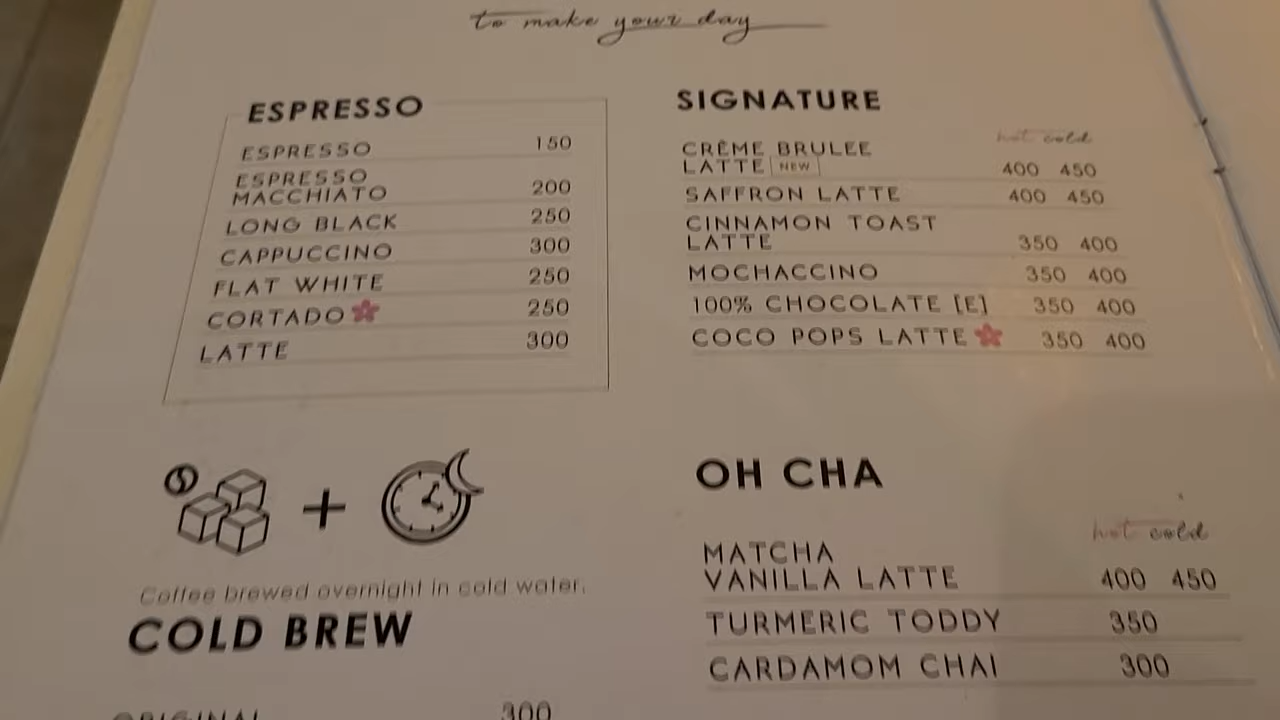 to make your day
ESPRESSO
ESPRESSO 150
ESPRESSO
MACCHIATO 200
LONG BLACK 250
CAPPUCCINO 300
FLAT WHITE 250
CORTADO 250
LATTE 300
Coffee brewed overnight in cold water.
COLD BREW
ORIGINAL 300
SIGNATURE
hot cold
CRÈME BRULEE
LATTE NEW 400 450
SAFFRON LATTE 400 450
CINNAMON TOAST
LATTE 350 400
MOCHACCINO 350 400
100% CHOCOLATE [E] 350 400
COCO POPS LATTE 350 400
OH CHA
hot cold
MATCHA
VANILLA LATTE 400 450
TURMERIC TODDY 350
CARDAMOM CHAI 300